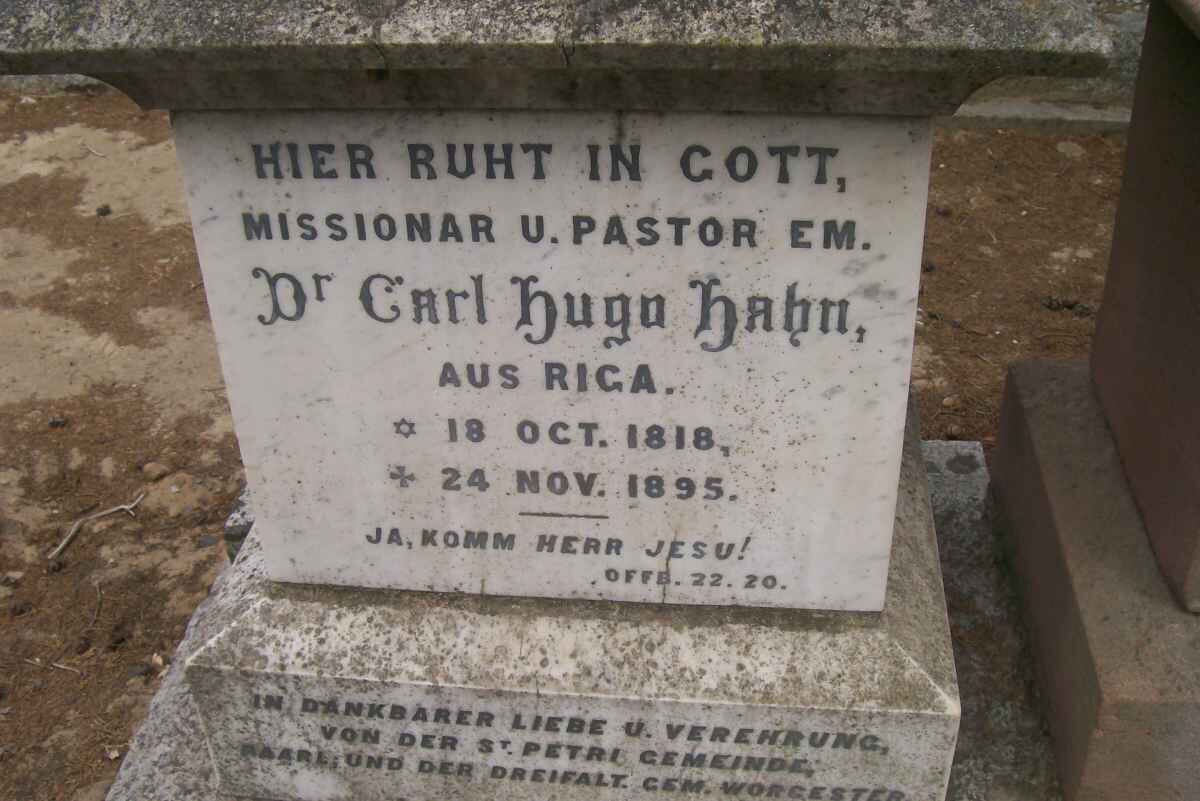 HIER RUHT IN GOTT,
MISSIONAR U. PASTOR EM.
Dr Carl Hugo Hahn,
AUS RIGA.
✡ 18 OCT. 1818,
✠ 24 NOV. 1895.
JA, KOMM HERR JESU!
OFFB. 22. 20.
IN DANKBARER LIEBE U. VEREHRUNG,
VON DER ST. PETRI GEMEINDE,
PAARL, UND DER DREIFALT. GEM. WORCESTER